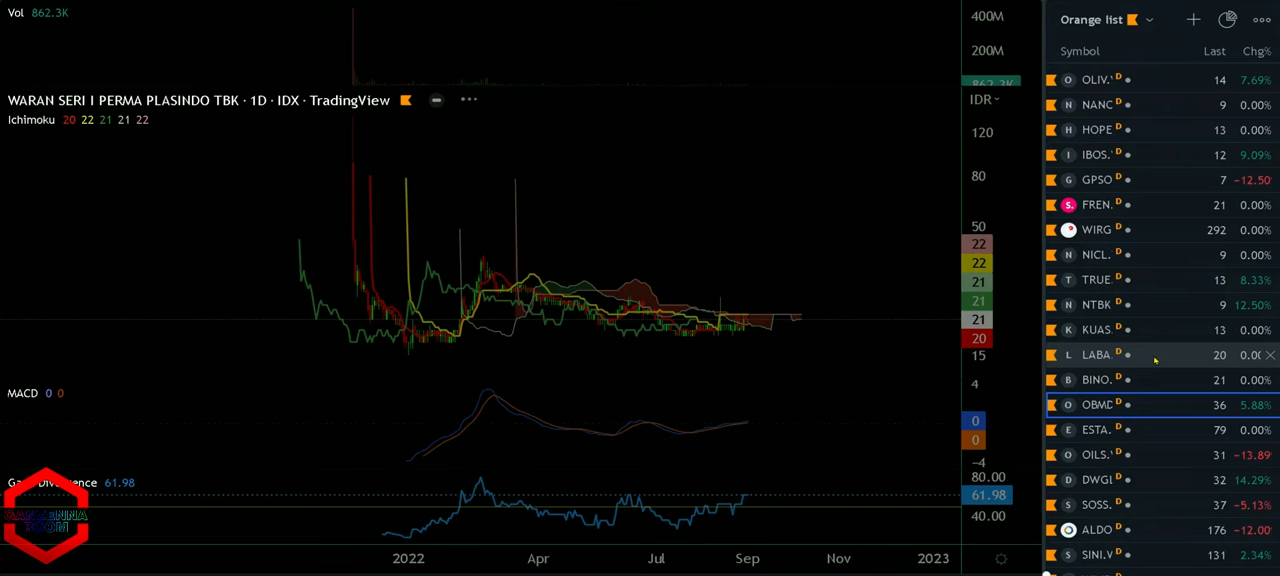 Vol 862.3K
400M
200M
862.3K
WARAN SERI I PERMA PLASINDO TBK · 1D · IDX · TradingView
IDR
Ichimoku 20 22 21 21 22
120
80
50
22
22
21
21
21
20
15
MACD 0 0
4
0
0
−4
61.98
80.00
61.98
40.00
2022 Apr Jul Sep Nov 2023
Orange list
Symbol Last Chg%
O OLIV. D 14 7.69%
N NANC D 9 0.00%
H HOPE D 13 0.00%
I IBOS. D 12 9.09%
G GPSO D 7 −12.50
S. FREN. D 21 0.00%
WIRG D 292 0.00%
N NICL. D 9 0.00%
T TRUE. D 13 8.33%
N NTBK D 9 12.50%
K KUAS. D 13 0.00%
L LABA. D 20 0.0
B BINO. D 21 0.00%
O OBMD D 36 5.88%
E ESTA. D 79 0.00%
O OILS. D 31 −13.89
D DWGL D 32 14.29%
S SOSS. D 37 −5.13%
ALDO D 176 −12.00
S SINI.V D 131 2.34%